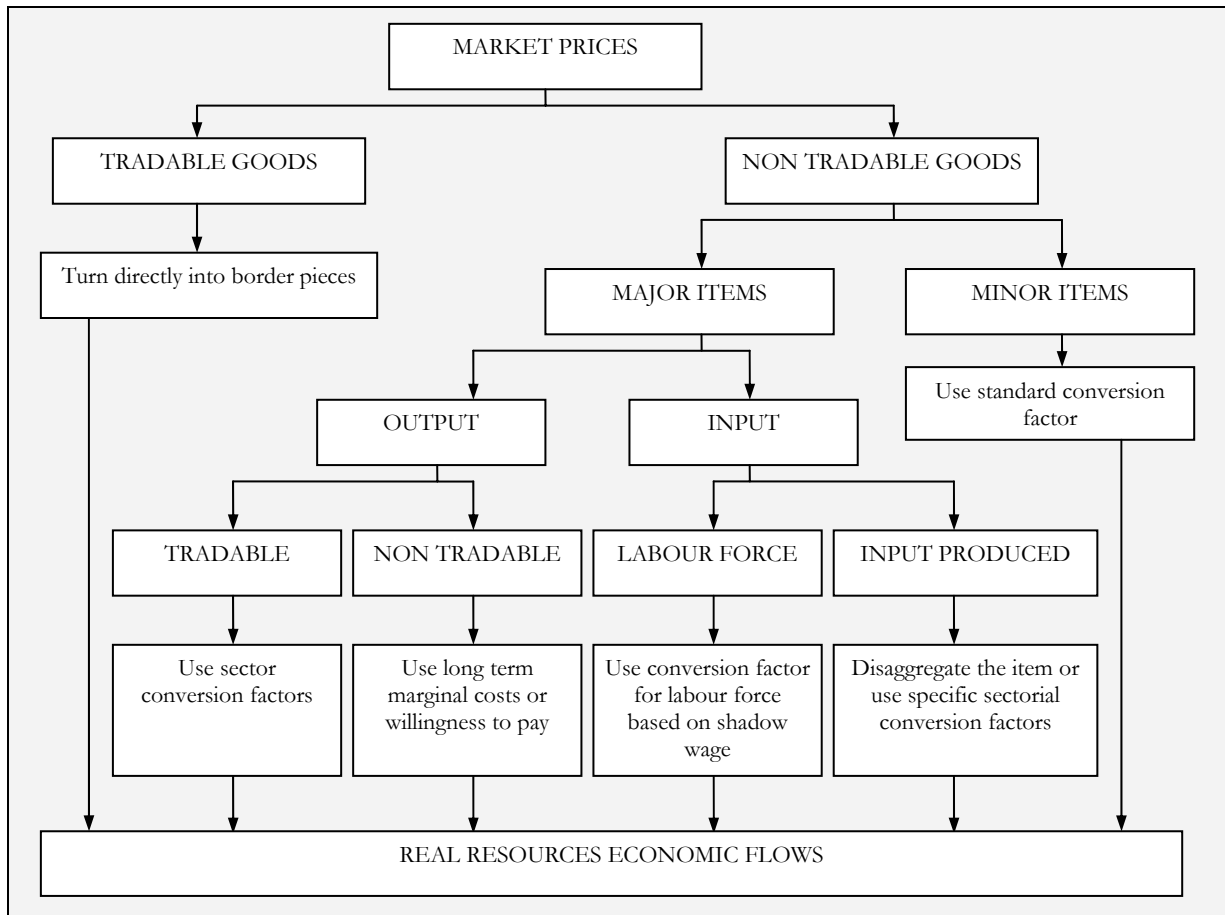 MARKET PRICES
TRADABLE GOODS
NON TRADABLE GOODS
Turn directly into border pieces
MAJOR ITEMS
MINOR ITEMS
Use standard conversion
factor
OUTPUT
INPUT
TRADABLE
NON TRADABLE
LABOUR FORCE
INPUT PRODUCED
Use sector
conversion factors
Use long term
marginal costs or
willingness to pay
Use conversion factor
for labour force
based on shadow
wage
Disaggregate the item or
use specific sectorial
conversion factors
REAL RESOURCES ECONOMIC FLOWS